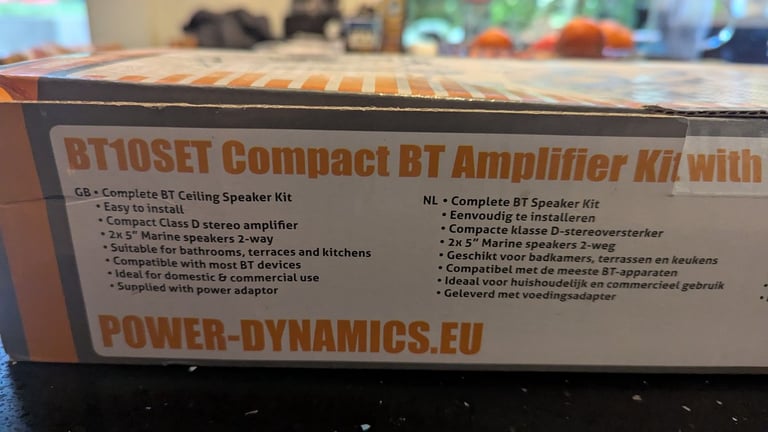 BT10SET Compact BT Amplifier Kit with
GB • Complete BT Ceiling Speaker Kit
• Easy to install
• Compact Class D stereo amplifier
• 2x 5” Marine speakers 2-way
• Suitable for bathrooms, terraces and kitchens
• Compatible with most BT devices
• Ideal for domestic & commercial use
• Supplied with power adaptor
NL • Complete BT Speaker Kit
• Eenvoudig te installeren
• Compacte klasse D-stereoversterker
• 2x 5” Marine speakers 2-weg
• Geschikt voor badkamers, terrassen en keukens
• Compatibel met de meeste BT-apparaten
• Ideaal voor huishoudelijk en commercieel gebruik
• Geleverd met voedingsadapter
POWER-DYNAMICS.EU